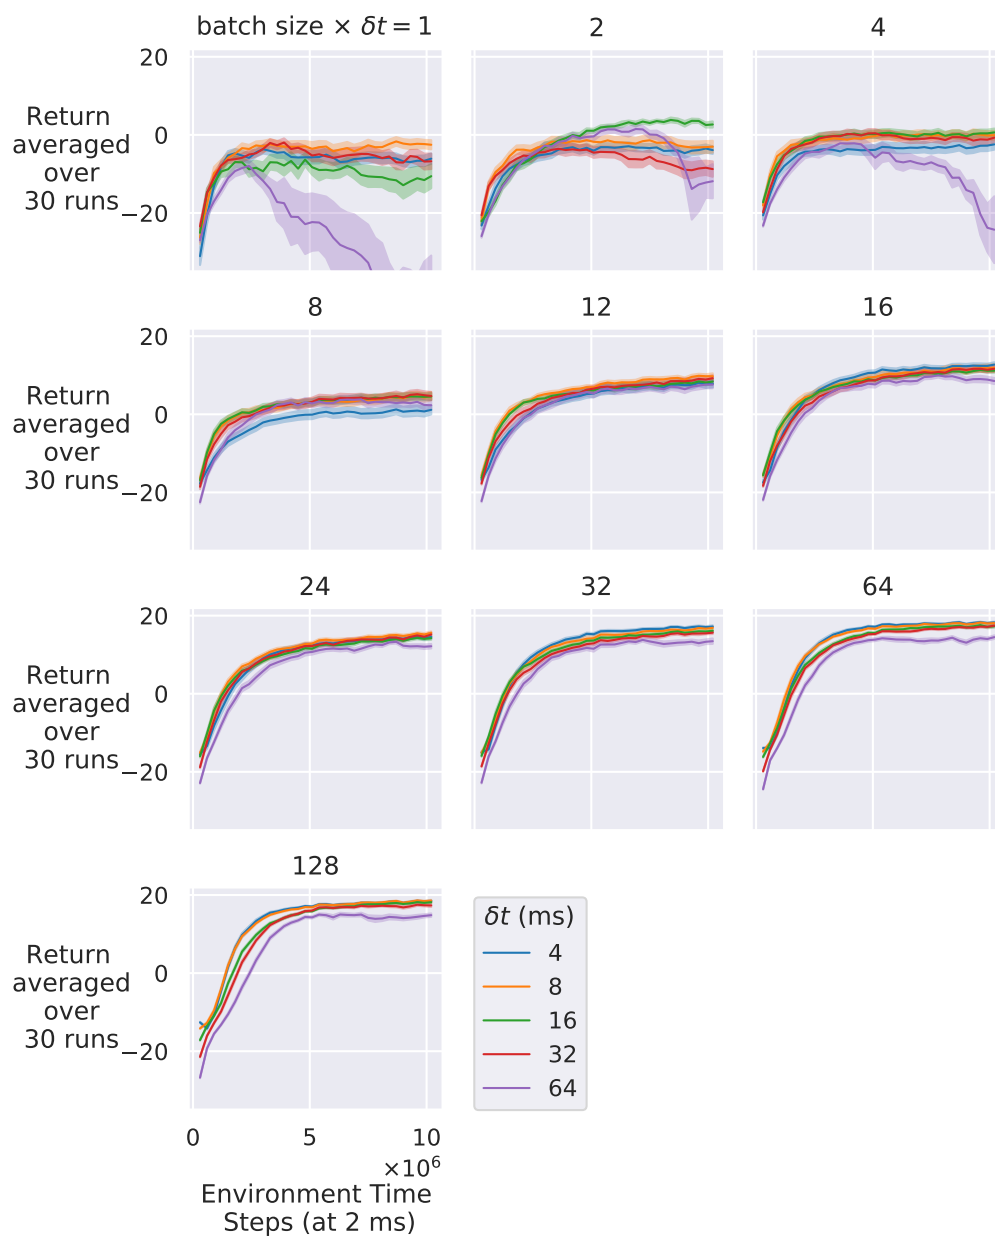 batch size × δt = 1
2
4
20
0
−20
Return
averaged
over
30 runs
8
12
16
20
0
−20
Return
averaged
over
30 runs
24
32
64
20
0
−20
Return
averaged
over
30 runs
128
20
0
−20
Return
averaged
over
30 runs
0 5 10
×10⁶
Environment Time
Steps (at 2 ms)
δt (ms)
4
8
16
32
64